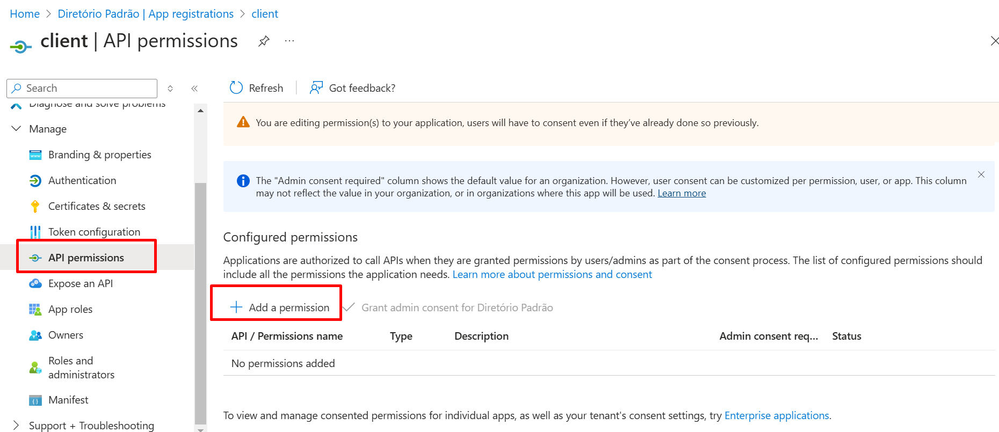 Home > Diretório Padrão | App registrations > client
client | API permissions ...
Search
Refresh
Got feedback?
Diagnose and solve problems
Manage
Branding & properties
Authentication
Certificates & secrets
Token configuration
API permissions
Expose an API
App roles
Owners
Roles and
administrators
Manifest
Support + Troubleshooting
You are editing permission(s) to your application, users will have to consent even if they've already done so previously.
The "Admin consent required" column shows the default value for an organization. However, user consent can be customized per permission, user, or app. This column
may not reflect the value in your organization, or in organizations where this app will be used. Learn more
Configured permissions
Applications are authorized to call APIs when they are granted permissions by users/admins as part of the consent process. The list of configured permissions should
include all the permissions the application needs. Learn more about permissions and consent
Add a permission
Grant admin consent for Diretório Padrão
API / Permissions name Type Description Admin consent req... Status
No permissions added
To view and manage consented permissions for individual apps, as well as your tenant's consent settings, try Enterprise applications.